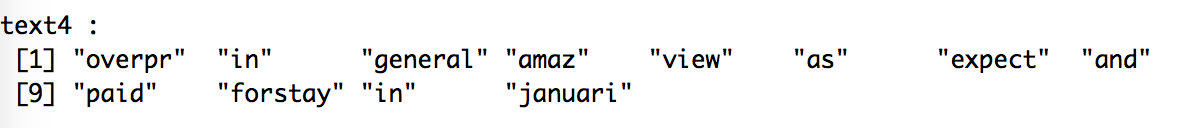 text4 :
[1] "overpr" "in" "general" "amaz" "view" "as" "expect" "and"
[9] "paid" "forstay" "in" "januari"